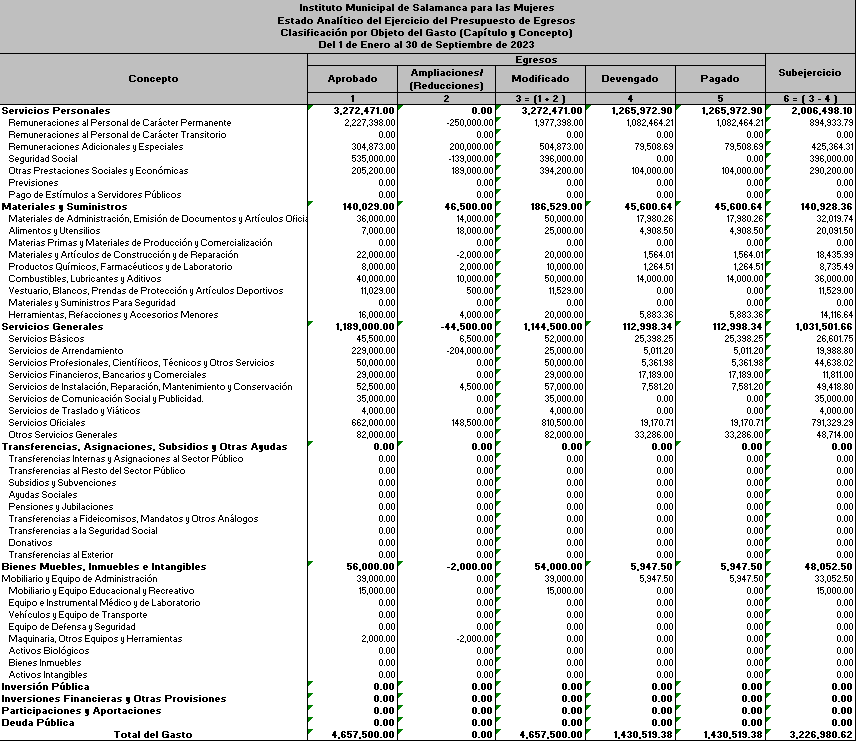 Instituto Municipal de Salamanca para las Mujeres
Estado Analítico del Ejercicio del Presupuesto de Egresos
Clasificación por Objeto del Gasto (Capítulo y Concepto)
Del 1 de Enero al 30 de Septiembre de 2023
Egresos
Concepto Aprobado Ampliaciones/ (Reducciones) Modificado Devengado Pagado Subejercicio
1 2 3 = (1 + 2 ) 4 5 6 = ( 3 - 4 )
Servicios Personales 3,272,471.00 0.00 3,272,471.00 1,265,972.90 1,265,972.90 2,006,498.10
Remuneraciones al Personal de Carácter Permanente 2,227,398.00 -250,000.00 1,977,398.00 1,082,464.21 1,082,464.21 894,933.79
Remuneraciones al Personal de Carácter Transitorio 0.00 0.00 0.00 0.00 0.00 0.00
Remuneraciones Adicionales y Especiales 304,873.00 200,000.00 504,873.00 79,508.69 79,508.69 425,364.31
Seguridad Social 535,000.00 -139,000.00 396,000.00 0.00 0.00 396,000.00
Otras Prestaciones Sociales y Económicas 205,200.00 189,000.00 394,200.00 104,000.00 104,000.00 290,200.00
Previsiones 0.00 0.00 0.00 0.00 0.00 0.00
Pago de Estímulos a Servidores Públicos 0.00 0.00 0.00 0.00 0.00 0.00
Materiales y Suministros 140,029.00 46,500.00 186,529.00 45,600.64 45,600.64 140,928.36
Materiales de Administración, Emisión de Documentos y Artículos Oficia 36,000.00 14,000.00 50,000.00 17,980.26 17,980.26 32,019.74
Alimentos y Utensilios 7,000.00 18,000.00 25,000.00 4,908.50 4,908.50 20,091.50
Materias Primas y Materiales de Producción y Comercialización 0.00 0.00 0.00 0.00 0.00 0.00
Materiales y Artículos de Construcción y de Reparación 22,000.00 -2,000.00 20,000.00 1,564.01 1,564.01 18,435.99
Productos Químicos, Farmacéuticos y de Laboratorio 8,000.00 2,000.00 10,000.00 1,264.51 1,264.51 8,735.49
Combustibles, Lubricantes y Aditivos 40,000.00 10,000.00 50,000.00 14,000.00 14,000.00 36,000.00
Vestuario, Blancos, Prendas de Protección y Artículos Deportivos 11,029.00 500.00 11,529.00 0.00 0.00 11,529.00
Materiales y Suministros Para Seguridad 0.00 0.00 0.00 0.00 0.00 0.00
Herramientas, Refacciones y Accesorios Menores 16,000.00 4,000.00 20,000.00 5,883.36 5,883.36 14,116.64
Servicios Generales 1,189,000.00 -44,500.00 1,144,500.00 112,998.34 112,998.34 1,031,501.66
Servicios Básicos 45,500.00 6,500.00 52,000.00 25,398.25 25,398.25 26,601.75
Servicios de Arrendamiento 229,000.00 -204,000.00 25,000.00 5,011.20 5,011.20 19,988.80
Servicios Profesionales, Científicos, Técnicos y Otros Servicios 50,000.00 0.00 50,000.00 5,361.98 5,361.98 44,638.02
Servicios Financieros, Bancarios y Comerciales 29,000.00 0.00 29,000.00 17,189.00 17,189.00 11,811.00
Servicios de Instalación, Reparación, Mantenimiento y Conservación 52,500.00 4,500.00 57,000.00 7,581.20 7,581.20 49,418.80
Servicios de Comunicación Social y Publicidad. 35,000.00 0.00 35,000.00 0.00 0.00 35,000.00
Servicios de Traslado y Viáticos 4,000.00 0.00 4,000.00 0.00 0.00 4,000.00
Servicios Oficiales 662,000.00 148,500.00 810,500.00 19,170.71 19,170.71 791,329.29
Otros Servicios Generales 82,000.00 0.00 82,000.00 33,286.00 33,286.00 48,714.00
Transferencias, Asignaciones, Subsidios y Otras Ayudas 0.00 0.00 0.00 0.00 0.00 0.00
Transferencias Internas y Asignaciones al Sector Público 0.00 0.00 0.00 0.00 0.00 0.00
Transferencias al Resto del Sector Público 0.00 0.00 0.00 0.00 0.00 0.00
Subsidios y Subvenciones 0.00 0.00 0.00 0.00 0.00 0.00
Ayudas Sociales 0.00 0.00 0.00 0.00 0.00 0.00
Pensiones y Jubilaciones 0.00 0.00 0.00 0.00 0.00 0.00
Transferencias a Fideicomisos, Mandatos y Otros Análogos 0.00 0.00 0.00 0.00 0.00 0.00
Transferencias a la Seguridad Social 0.00 0.00 0.00 0.00 0.00 0.00
Donativos 0.00 0.00 0.00 0.00 0.00 0.00
Transferencias al Exterior 0.00 0.00 0.00 0.00 0.00 0.00
Bienes Muebles, Inmuebles e Intangibles 56,000.00 -2,000.00 54,000.00 5,947.50 5,947.50 48,052.50
Mobiliario y Equipo de Administración 39,000.00 0.00 39,000.00 5,947.50 5,947.50 33,052.50
Mobiliario y Equipo Educacional y Recreativo 15,000.00 0.00 15,000.00 0.00 0.00 15,000.00
Equipo e Instrumental Médico y de Laboratorio 0.00 0.00 0.00 0.00 0.00 0.00
Vehículos y Equipo de Transporte 0.00 0.00 0.00 0.00 0.00 0.00
Equipo de Defensa y Seguridad 0.00 0.00 0.00 0.00 0.00 0.00
Maquinaria, Otros Equipos y Herramientas 2,000.00 -2,000.00 0.00 0.00 0.00 0.00
Activos Biológicos 0.00 0.00 0.00 0.00 0.00 0.00
Bienes Inmuebles 0.00 0.00 0.00 0.00 0.00 0.00
Activos Intangibles 0.00 0.00 0.00 0.00 0.00 0.00
Inversión Pública 0.00 0.00 0.00 0.00 0.00 0.00
Inversiones Financieras y Otras Provisiones 0.00 0.00 0.00 0.00 0.00 0.00
Participaciones y Aportaciones 0.00 0.00 0.00 0.00 0.00 0.00
Deuda Pública 0.00 0.00 0.00 0.00 0.00 0.00
Total del Gasto 4,657,500.00 0.00 4,657,500.00 1,430,519.38 1,430,519.38 3,226,980.62